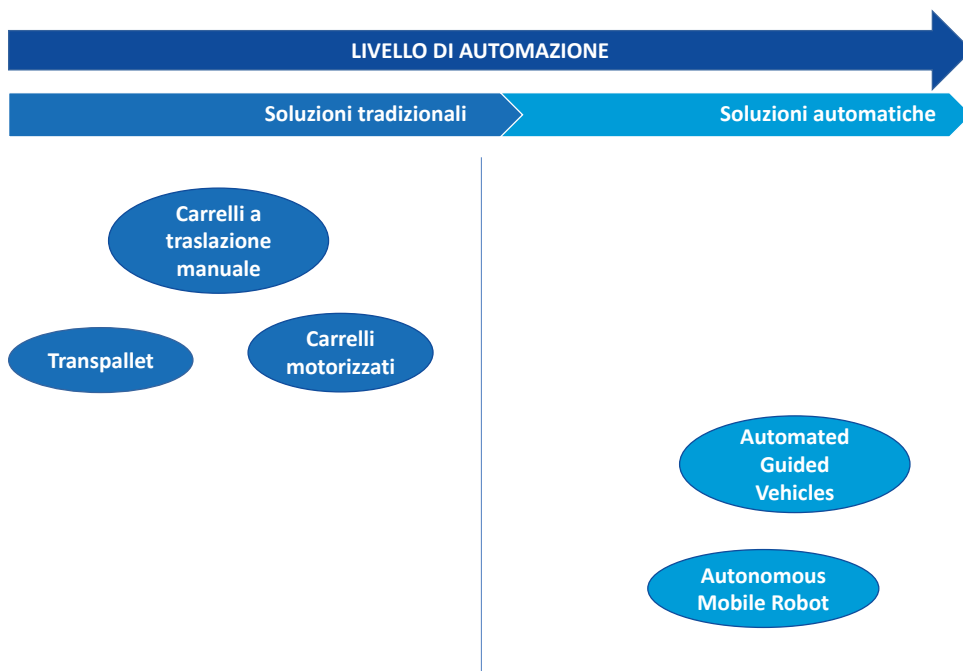 LIVELLO DI AUTOMAZIONE
Soluzioni tradizionali
Soluzioni automatiche
Carrelli a
traslazione
manuale
Transpallet
Carrelli
motorizzati
Automated
Guided
Vehicles
Autonomous
Mobile Robot